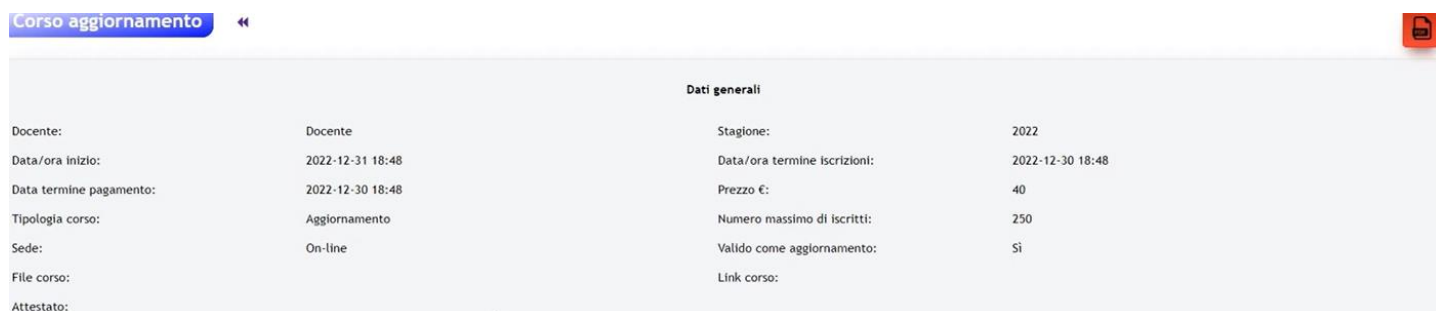 Corso aggiornamento
Dati generali
Docente: Docente Stagione: 2022
Data/ora inizio: 2022-12-31 18:48 Data/ora termine iscrizioni: 2022-12-30 18:48
Data termine pagamento: 2022-12-30 18:48 Prezzo €: 40
Tipologia corso: Aggiornamento Numero massimo di iscritti: 250
Sede: On-line Valido come aggiornamento: Sì
File corso: Link corso:
Attestato: